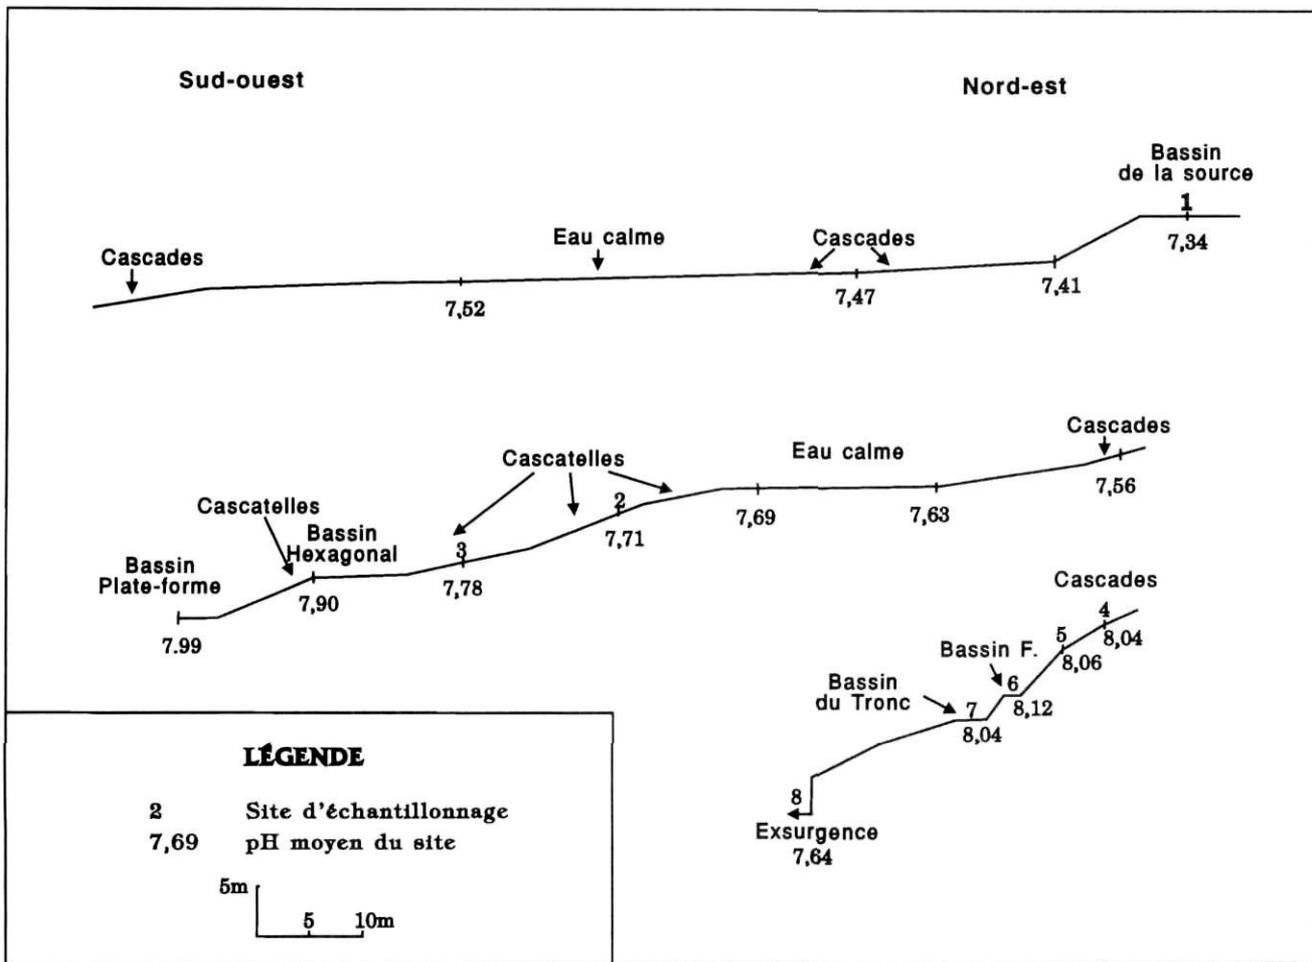 Sud-ouest
Nord-est
Bassin
de la source
1
7,34
Cascades
Eau calme
Cascades
7,52
7,47
7,41
Cascades
Eau calme
Cascatelles
7,56
7,63
7,69
2
7,71
Cascatelles
Bassin
Hexagonal
3
7,78
7,90
Bassin
Plate-forme
7.99
Cascades
4
8,04
5
8,06
Bassin F.
6
8,12
Bassin
du Tronc
7
8,04
8
Exsurgence
7,64
LÉGENDE
2 Site d'échantillonnage
7,69 pH moyen du site
5m
5 10m